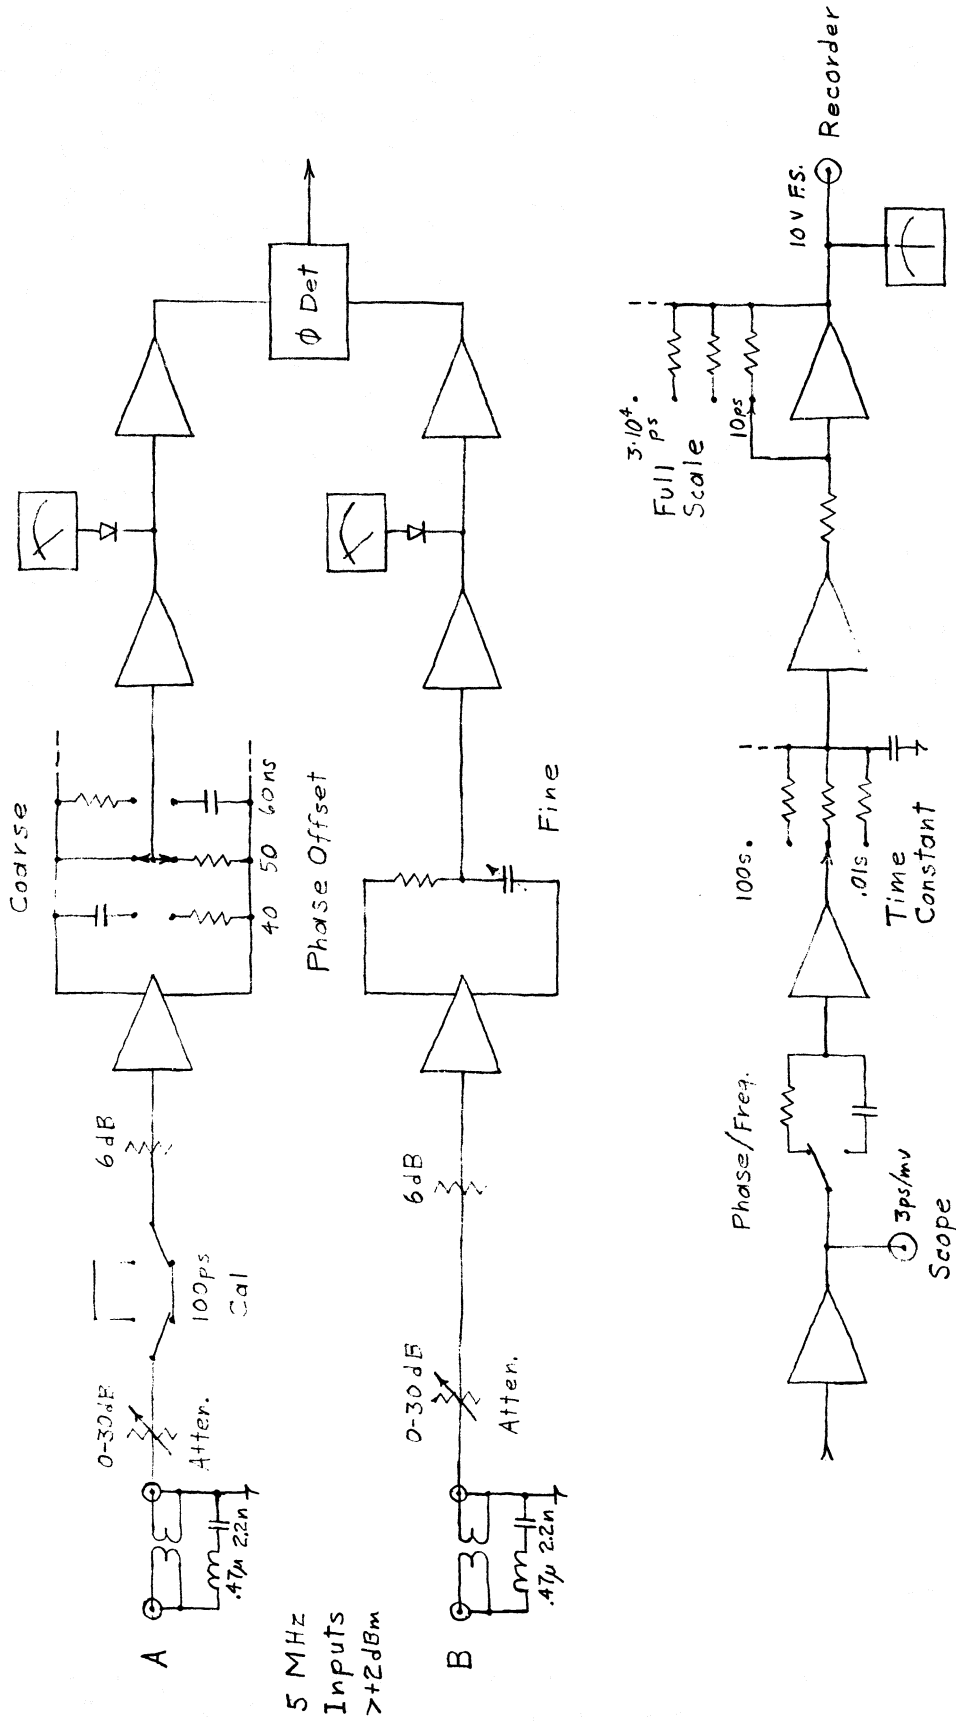 A
0-30dB
Atten.
.47μ 2.2n
100ps
Cal
6dB
Coarse
40 50 60ns
Phase Offset
5 MHz
Inputs
>+2dBm
B
0-30dB
Atten.
.47μ 2.2n
6dB
Fine
φ Det
Scope
3ps/mv
Phase/Freq.
100s.
.01s
Time
Constant
3·10⁴.
ps
Full
Scale
10ps
10V F.S.
Recorder